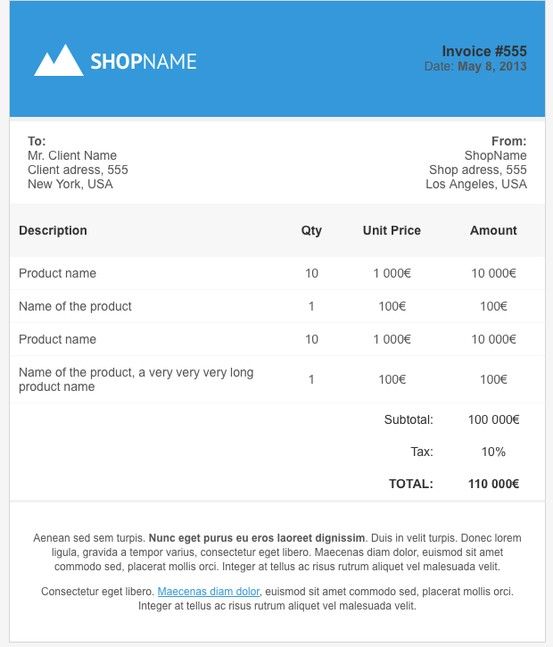 SHOPNAME
Invoice #555
Date: May 8, 2013
To:
Mr. Client Name
Client adress, 555
New York, USA
From:
ShopName
Shop adress, 555
Los Angeles, USA
Description Qty Unit Price Amount
Product name 10 1 000€ 10 000€
Name of the product 1 100€ 100€
Product name 10 1 000€ 10 000€
Name of the product, a very very very long
product name 1 100€ 100€
Subtotal: 100 000€
Tax: 10%
TOTAL: 110 000€
Aenean sed sem turpis. Nunc eget purus eu eros laoreet dignissim. Duis in velit turpis. Donec lorem
ligula, gravida a tempor varius, consectetur eget libero. Maecenas diam dolor, euismod sit amet
commodo sed, placerat mollis orci. Integer at tellus ac risus rutrum aliquet vel malesuada velit.
Consectetur eget libero. Maecenas diam dolor, euismod sit amet commodo sed, placerat mollis orci.
Integer at tellus ac risus rutrum aliquet vel malesuada velit.